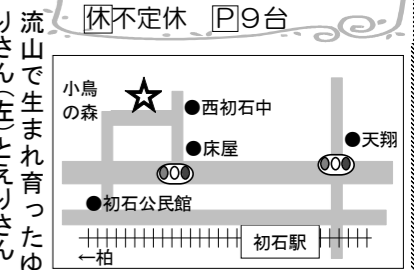 休不定休 P9台
小鳥
の森
☆
●西初石中
●床屋
●天翔
●初石公民館
初石駅
←柏
流山で生まれ育ったゆ
りさん(左)とえりさん